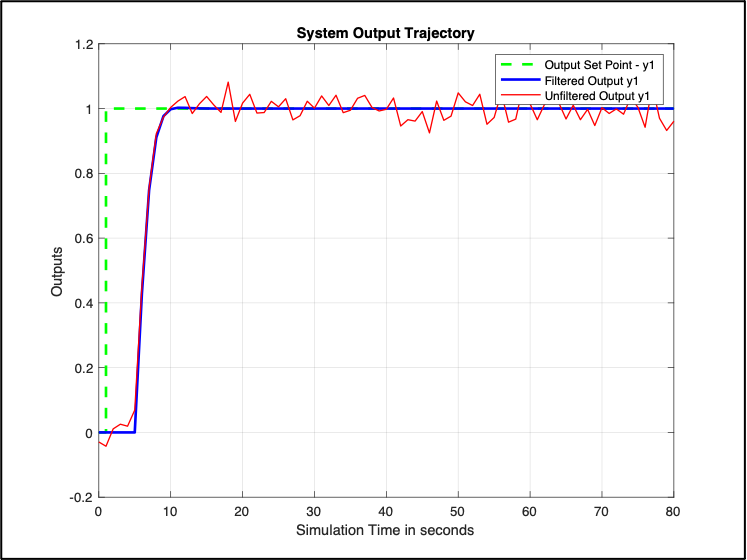 System Output Trajectory
Output Set Point - y1
Filtered Output y1
Unfiltered Output y1
1.2
1
0.8
0.6
0.4
0.2
0
-0.2
Outputs
0 10 20 30 40 50 60 70 80
Simulation Time in seconds